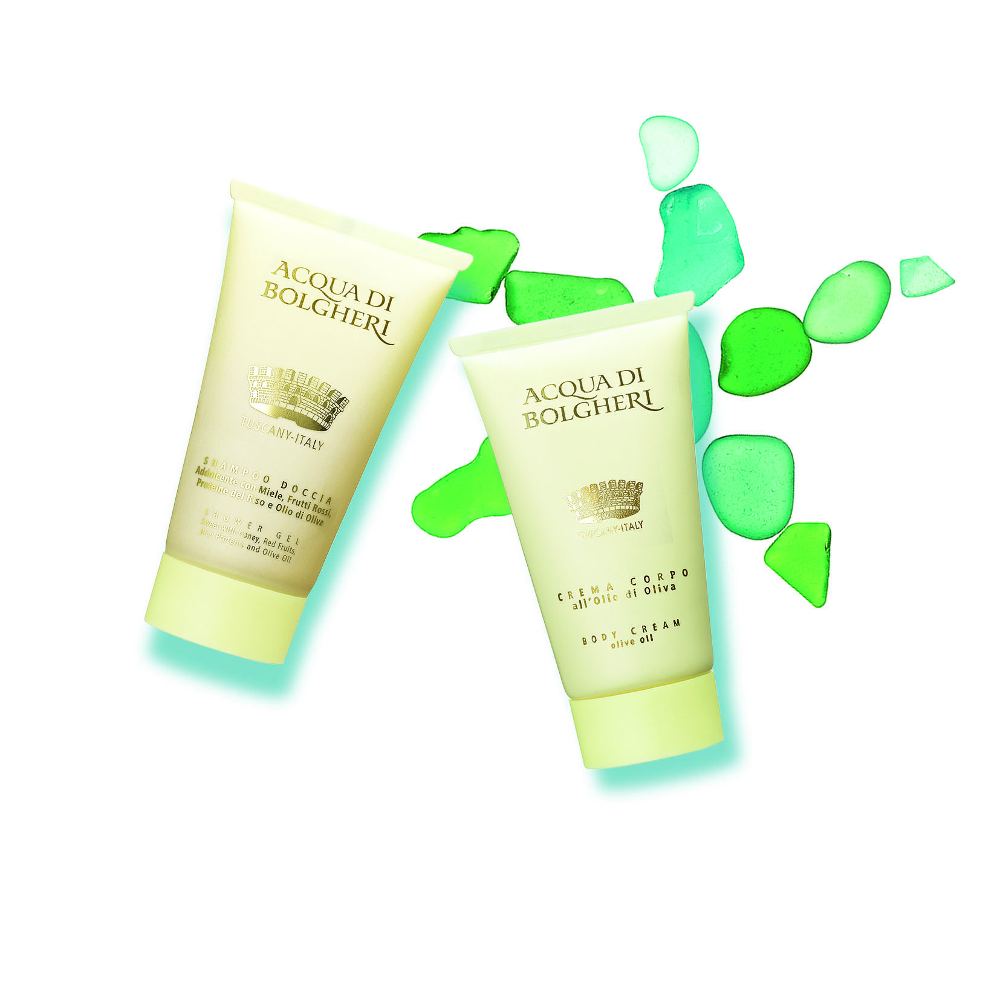 ACQUA DI
BOLGHERI
TUSCANY-ITALY
SHAMPOO DOCCIA
Addolcente con Miele, Frutti Rossi,
Proteine del Riso e Olio di Oliva
SHOWER GEL
Sweet with Honey, Red Fruits,
Rice Proteins and Olive Oil
ACQUA DI
BOLGHERI
TUSCANY-ITALY
CREMA CORPO
all'Olio di Oliva
BODY CREAM
olive oil